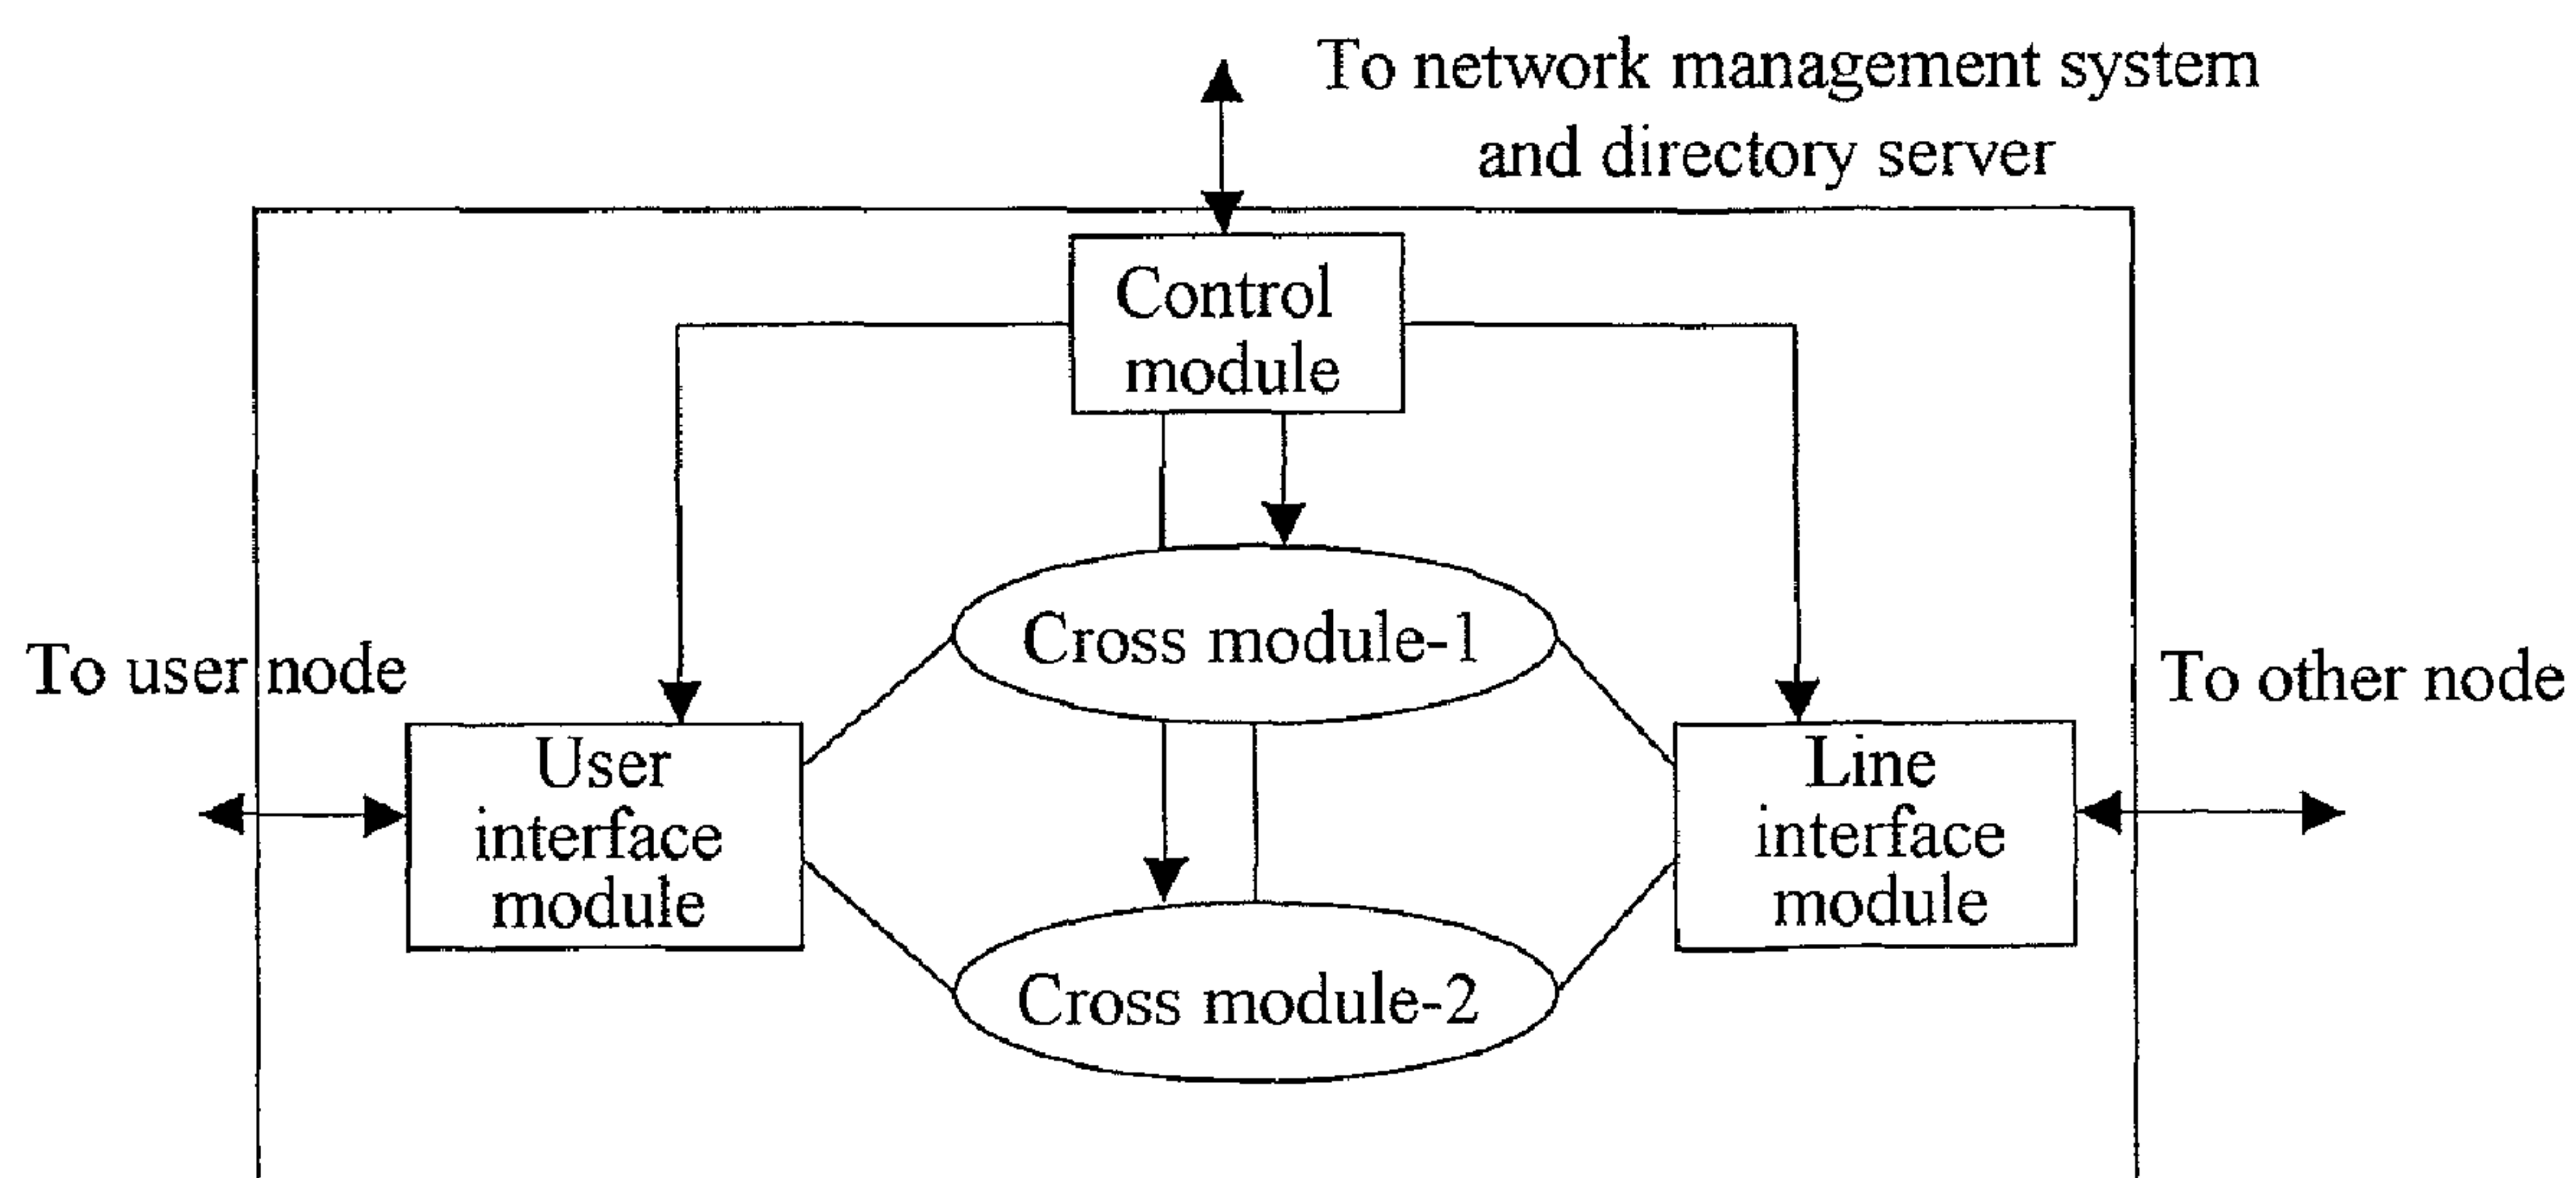 To network management system
and directory server
Control
module
Cross module-1
To user node
To other node
User
interface
module
Line
interface
module
Cross module-2